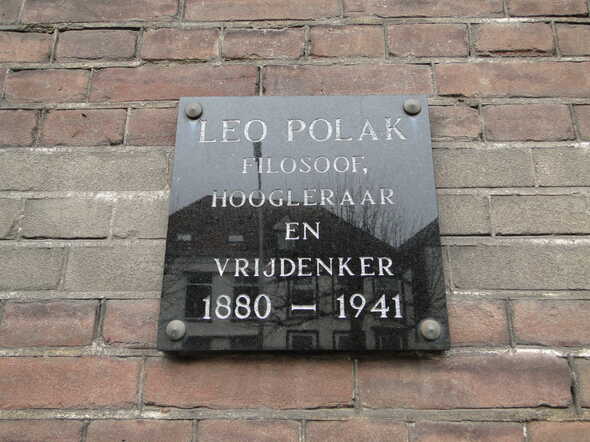 LEO POLAK
FILOSOOF,
HOOGLERAAR
EN
VRIJDENKER
1880 – 1941